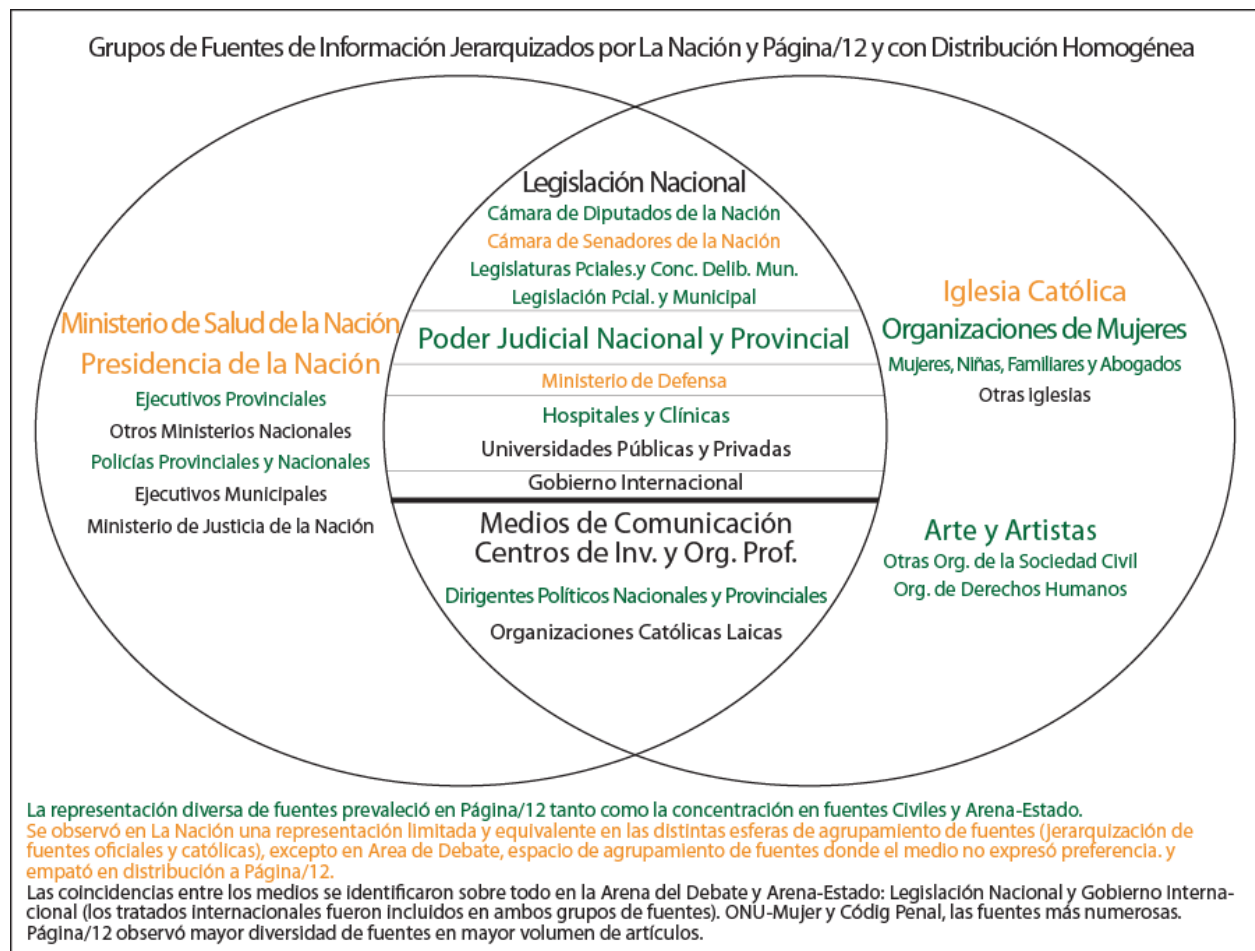 Grupos de Fuentes de Información Jerarquizados por La Nación y Página/12 y con Distribución Homogénea
Ministerio de Salud de la Nación
Presidencia de la Nación
Ejecutivos Provinciales
Otros Ministerios Nacionales
Policías Provinciales y Nacionales
Ejecutivos Municipales
Ministerio de Justicia de la Nación
Legislación Nacional
Cámara de Diputados de la Nación
Cámara de Senadores de la Nación
Legislaturas Pciales.y Conc. Delib. Mun.
Legislación Pcial. y Municipal
Poder Judicial Nacional y Provincial
Ministerio de Defensa
Hospitales y Clínicas
Universidades Públicas y Privadas
Gobierno Internacional
Medios de Comunicación
Centros de Inv. y Org. Prof.
Dirigentes Políticos Nacionales y Provinciales
Organizaciones Católicas Laicas
Iglesia Católica
Organizaciones de Mujeres
Mujeres, Niñas, Familiares y Abogados
Otras iglesias
Arte y Artistas
Otras Org. de la Sociedad Civil
Org. de Derechos Humanos
La representación diversa de fuentes prevaleció en Página/12 tanto como la concentración en fuentes Civiles y Arena-Estado.
Se observó en La Nación una representación limitada y equivalente en las distintas esferas de agrupamiento de fuentes (jerarquización de
fuentes oficiales y católicas), excepto en Area de Debate, espacio de agrupamiento de fuentes donde el medio no expresó preferencia. y
empató en distribución a Página/12.
Las coincidencias entre los medios se identificaron sobre todo en la Arena del Debate y Arena-Estado: Legislación Nacional y Gobierno Interna-
cional (los tratados internacionales fueron incluidos en ambos grupos de fuentes). ONU-Mujer y Códig Penal, las fuentes más numerosas.
Página/12 observó mayor diversidad de fuentes en mayor volumen de artículos.